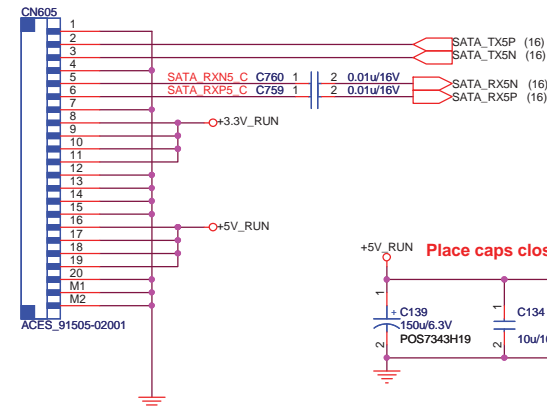 CN605
1
2
3
4
5
6
7
8
9
10
11
12
13
14
15
16
17
18
19
20
M1
M2
ACES_91505-02001
SATA_TX5P (16)
SATA_TX5N (16)
SATA_RXN5_C C760 1 2 0.01u/16V SATA_RX5N (16)
SATA_RXP5_C C759 1 2 0.01u/16V SATA_RX5P (16)
+3.3V_RUN
+5V_RUN
+5V_RUN Place caps clos
1
+ C139
150u/6.3V
POS7343H19
2
1
C134
10u/10
2